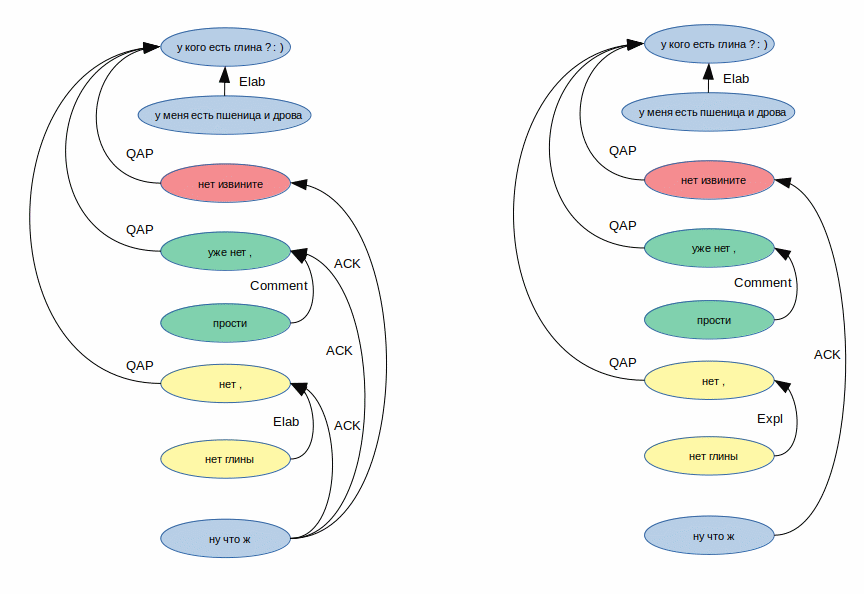 у кого есть глина ? : )
Elab
у меня есть пшеница и дрова
QAP
нет извините
QAP
уже нет ,
ACK
Comment
прости
ACK
QAP
нет ,
Elab
ACK
нет глины
ну что ж
у кого есть глина ? : )
Elab
у меня есть пшеница и дрова
QAP
нет извините
QAP
уже нет ,
Comment
прости
ACK
QAP
нет ,
Expl
нет глины
ну что ж